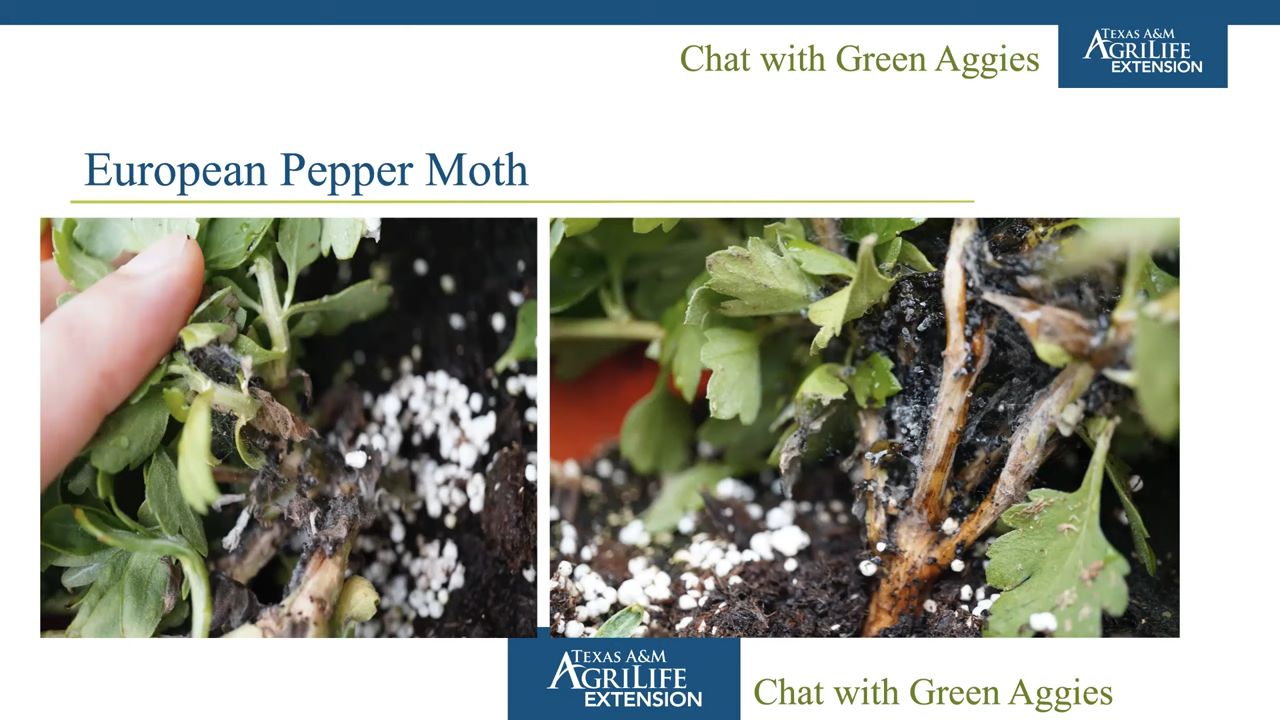 Chat with Green Aggies
TEXAS A&M
AGRILIFE
EXTENSION
European Pepper Moth
TEXAS A&M
AGRILIFE
EXTENSION
Chat with Green Aggies